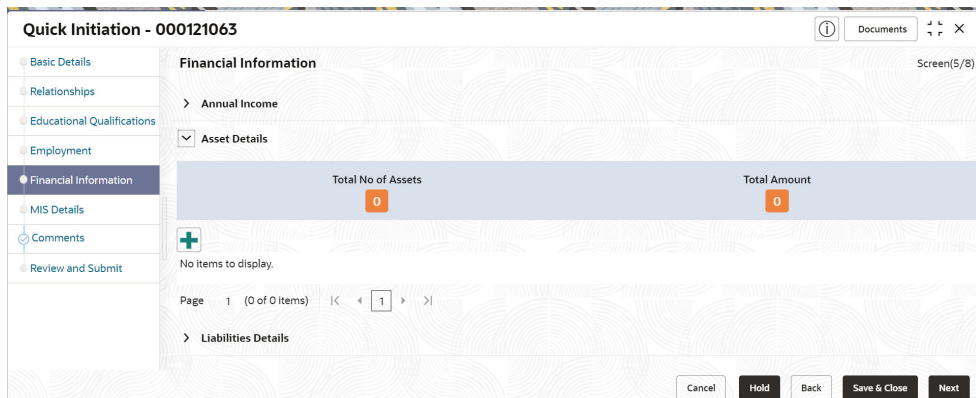 Quick Initiation - 000121063
Documents
Basic Details
Relationships
Educational Qualifications
Employment
Financial Information
MIS Details
Comments
Review and Submit
Financial Information
Screen(5/8)
Annual Income
Asset Details
Total No of Assets
Total Amount
0
0
No items to display.
Page 1 (0 of 0 items) 1
Liabilities Details
Cancel
Hold
Back
Save & Close
Next